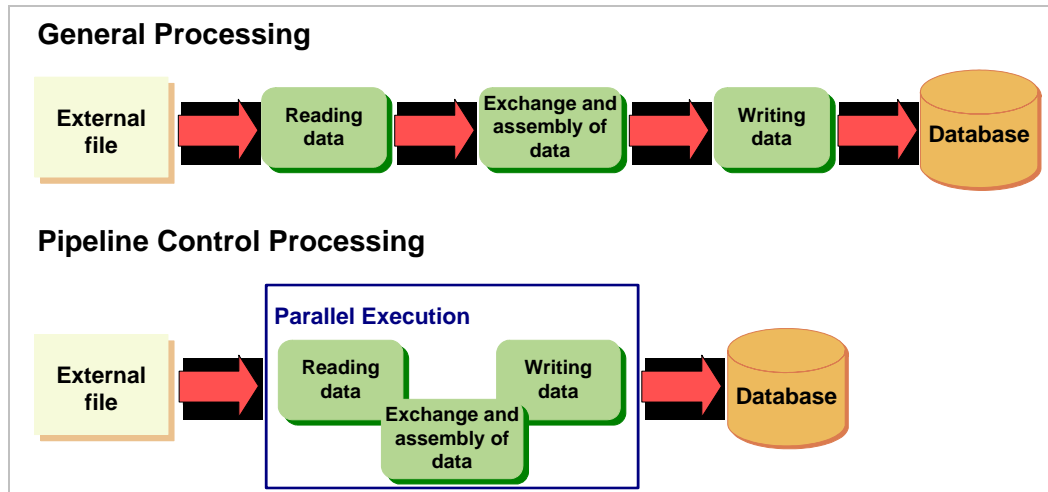 General Processing
External
file
Reading
data
Exchange and
assembly of
data
Writing
data
Database
Pipeline Control Processing
External
file
Parallel Execution
Reading
data
Exchange and
assembly of
data
Writing
data
Database